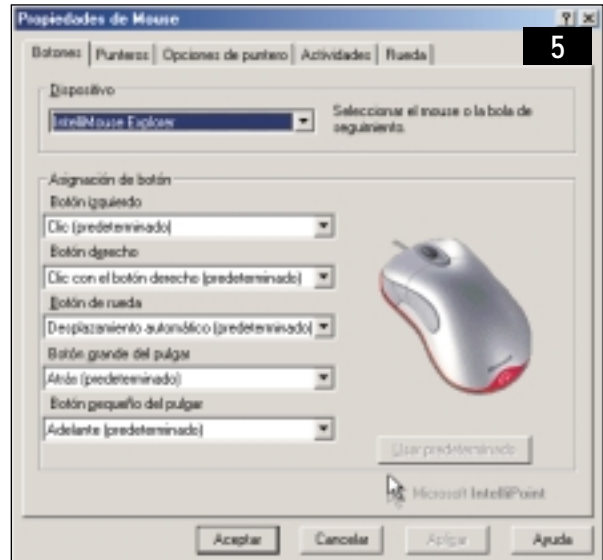 Propiedades de Mouse
5
Botones Punteros Opciones de puntero Actividades Rueda
Dispositivo
IntelliMouse Explorer
Seleccionar el mouse o la bola de
seguimiento.
Asignación de botón
Botón izquierdo
Clic (predeterminado)
Botón derecho
Clic con el botón derecho (predeterminado)
Botón de rueda
Desplazamiento automático (predeterminado)
Botón grande del pulgar
Atrás (predeterminado)
Botón pequeño del pulgar
Adelante (predeterminado)
Usar predeterminado
Microsoft IntelliPoint
Aceptar Cancelar Aplicar Ayuda